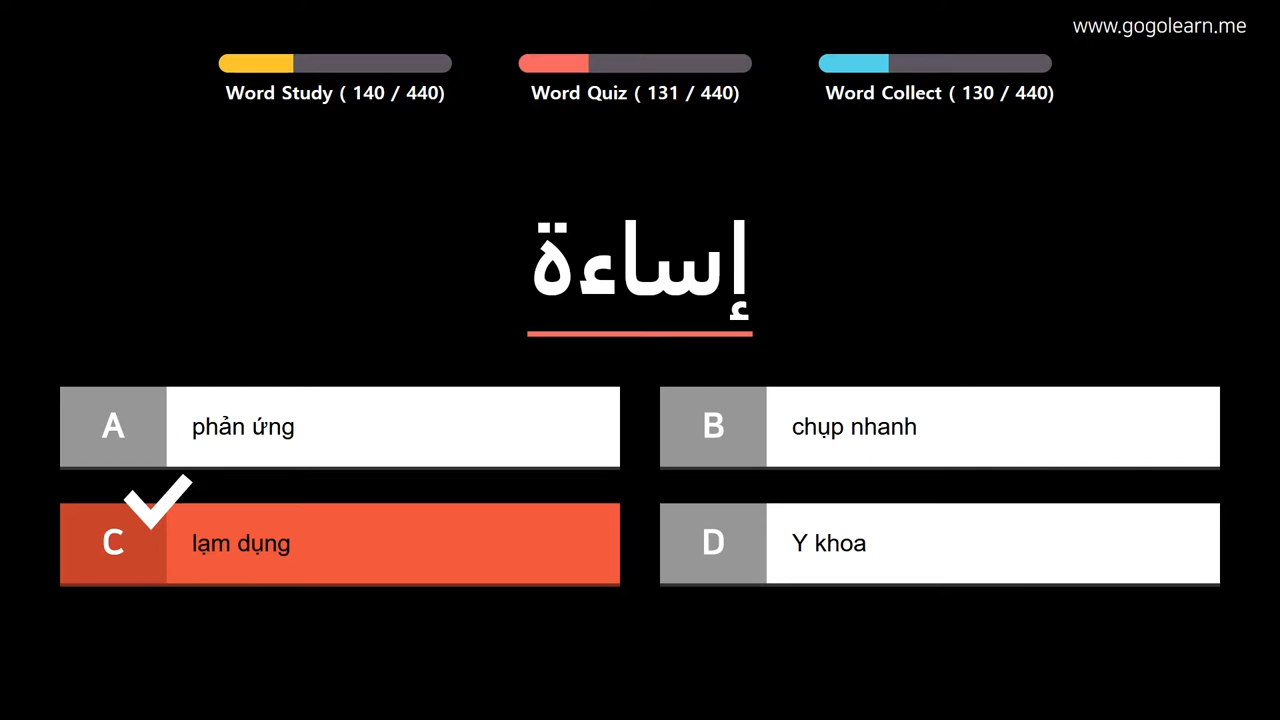 www.gogolearn.me
Word Study ( 140 / 440)
Word Quiz ( 131 / 440)
Word Collect ( 130 / 440)
إساءة
A
phản ứng
B
chụp nhanh
C
lạm dụng
D
Y khoa